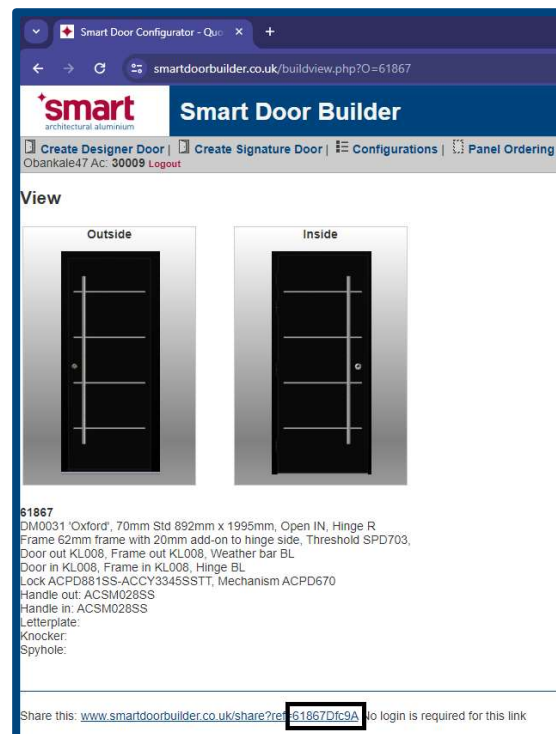 Smart Door Configurator - Quo
smartdoorbuilder.co.uk/buildview.php?O=61867
smart
architectural aluminium
Smart Door Builder
Create Designer Door | Create Signature Door | Configurations | Panel Ordering
Obankale47 Ac: 30009 Logout
View
Outside
Inside
61867
DM0031 'Oxford', 70mm Std 892mm x 1995mm, Open IN, Hinge R
Frame 62mm frame with 20mm add-on to hinge side, Threshold SPD703,
Door out KL008, Frame out KL008, Weather bar BL
Door in KL008, Frame in KL008, Hinge BL
Lock ACPD881SS-ACCY3345SSTT, Mechanism ACPD670
Handle out: ACSM028SS
Handle in: ACSM028SS
Letterplate:
Knocker:
Spyhole:
Share this: www.smartdoorbuilder.co.uk/share?ref=61867Dfc9A No login is required for this link